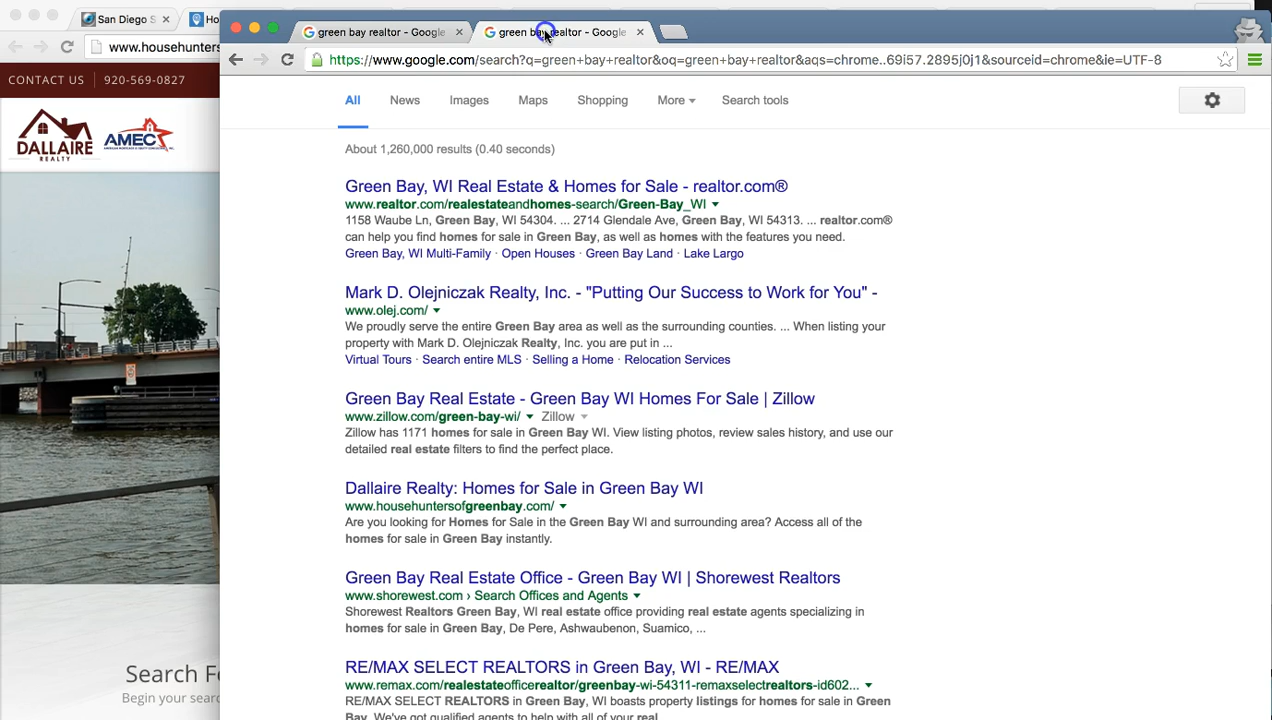 San Diego S
Ho
www.househunters
CONTACT US
920-569-0827
DALLAIRE
REALTY
AMEC
Search Fo
Begin your searc
green bay realtor - Google
green bay realtor - Google
https://www.google.com/search?q=green+bay+realtor&oq=green+bay+realtor&aqs=chrome..69i57.2895j0j1&sourceid=chrome&ie=UTF-8
All News Images Maps Shopping More Search tools
About 1,260,000 results (0.40 seconds)
Green Bay, WI Real Estate & Homes for Sale - realtor.com®
www.realtor.com/realestateandhomes-search/Green-Bay_WI
1158 Waube Ln, Green Bay, WI 54304. ... 2714 Glendale Ave, Green Bay, WI 54313. ... realtor.com®
can help you find homes for sale in Green Bay, as well as homes with the features you need.
Green Bay, WI Multi-Family · Open Houses · Green Bay Land · Lake Largo
Mark D. Olejniczak Realty, Inc. - "Putting Our Success to Work for You" -
www.olej.com/
We proudly serve the entire Green Bay area as well as the surrounding counties. ... When listing your
property with Mark D. Olejniczak Realty, Inc. you are put in ...
Virtual Tours · Search entire MLS · Selling a Home · Relocation Services
Green Bay Real Estate - Green Bay WI Homes For Sale | Zillow
www.zillow.com/green-bay-wi/ Zillow
Zillow has 1171 homes for sale in Green Bay WI. View listing photos, review sales history, and use our
detailed real estate filters to find the perfect place.
Dallaire Realty: Homes for Sale in Green Bay WI
www.househuntersofgreenbay.com/
Are you looking for Homes for Sale in the Green Bay WI and surrounding area? Access all of the
homes for sale in Green Bay instantly.
Green Bay Real Estate Office - Green Bay WI | Shorewest Realtors
www.shorewest.com › Search Offices and Agents
Shorewest Realtors Green Bay, WI real estate office providing real estate agents specializing in
homes for sale in Green Bay, De Pere, Ashwaubenon, Suamico, ...
RE/MAX SELECT REALTORS in Green Bay, WI - RE/MAX
www.remax.com/realestateofficerealtor/greenbay-wi-54311-remaxselectrealtors-id602...
RE/MAX SELECT REALTORS in Green Bay, WI boasts property listings for homes for sale in Green
Bay. We've got qualified agents to help with all of your real